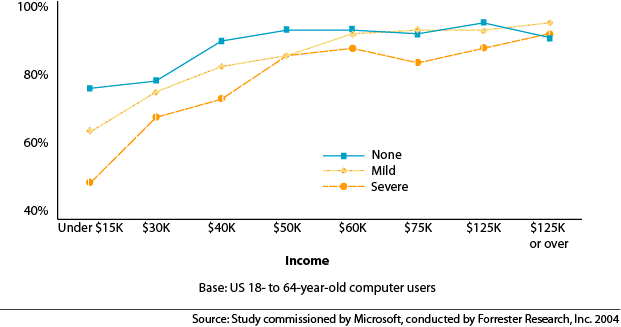 100%
80%
60%
40%
None
Mild
Severe
Under $15K $30K $40K $50K $60K $75K $125K $125K
or over
Income
Base: US 18- to 64-year-old computer users
Source: Study commissioned by Microsoft, conducted by Forrester Research, Inc. 2004